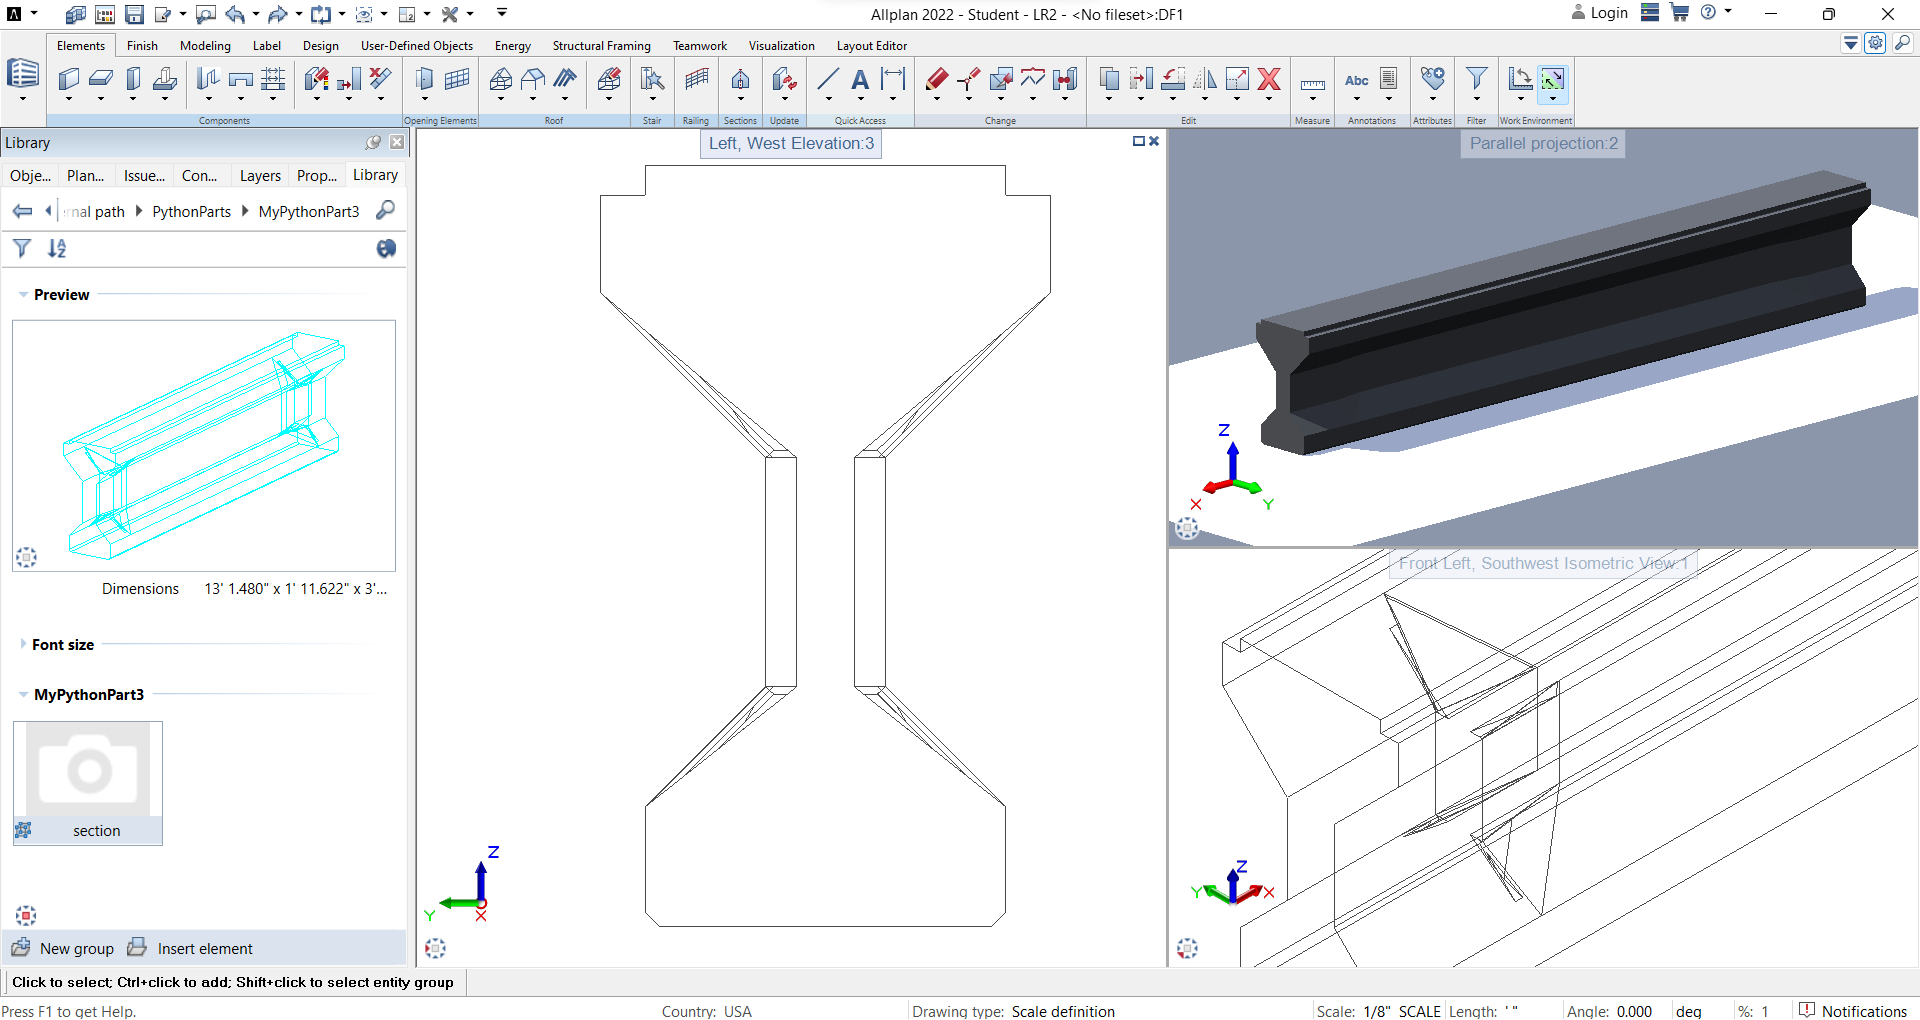 Allplan 2022 - Student - LR2 - <No fileset>:DF1
Login
Elements Finish Modeling Label Design User-Defined Objects Energy Structural Framing Teamwork Visualization Layout Editor
A Abc
Components Opening Elements Roof Stair Railing Sections Update Quick Access Change Edit Measure Annotations Attributes Filter Work Environment
Library
Obje... Plan... Issue... Con... Layers Prop... Library
rnal path PythonParts MyPythonPart3
A
Z
Preview
Dimensions 13' 1.480" x 1' 11.622" x 3'...
Font size
MyPythonPart3
section
New group Insert element
Left, West Elevation:3
Z
Y
X
Parallel projection:2
Z
X
Y
Front Left, Southwest Isometric View:1
Z
Y
X
Click to select; Ctrl+click to add; Shift+click to select entity group
Press F1 to get Help.
Country: USA
Drawing type: Scale definition
Scale: 1/8" SCALE
Length: ' "
Angle: 0.000 deg
%: 1
Notifications